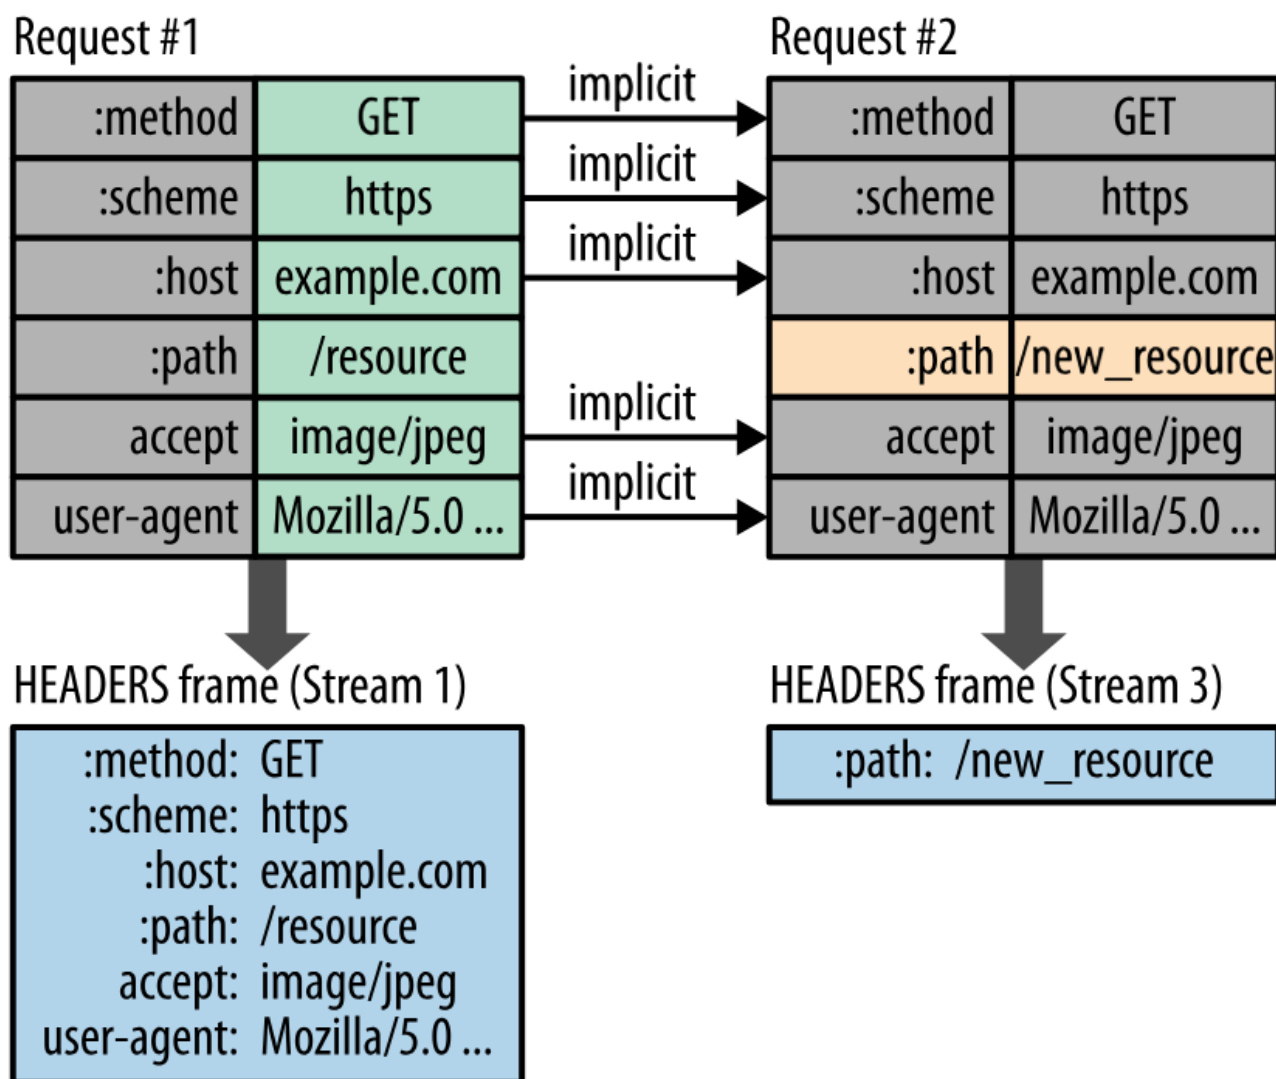 Request #1
:method GET
:scheme https
:host example.com
:path /resource
accept image/jpeg
user-agent Mozilla/5.0 ...
implicit
implicit
implicit
implicit
implicit
Request #2
:method GET
:scheme https
:host example.com
:path /new_resource
accept image/jpeg
user-agent Mozilla/5.0 ...
HEADERS frame (Stream 1)
:method: GET
:scheme: https
:host: example.com
:path: /resource
accept: image/jpeg
user-agent: Mozilla/5.0 ...
HEADERS frame (Stream 3)
:path: /new_resource